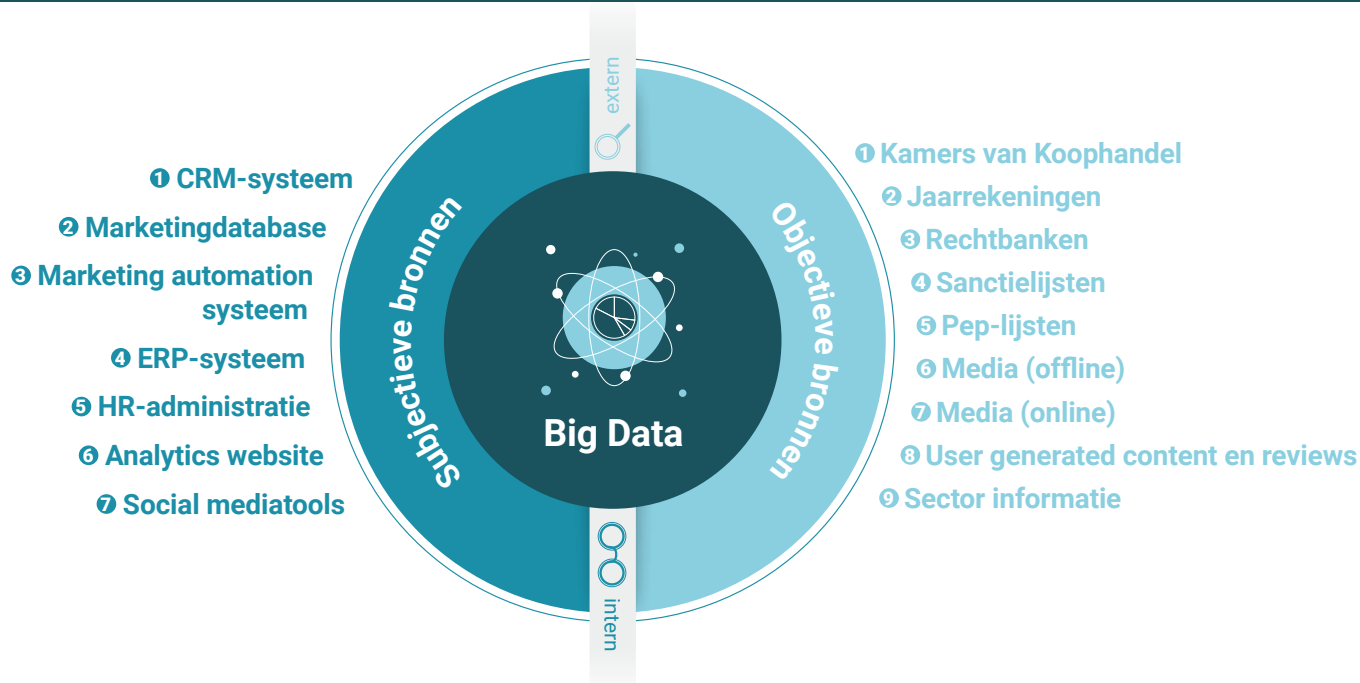 extern
❶ CRM-systeem
❷ Marketingdatabase
❸ Marketing automation
systeem
❹ ERP-systeem
❺ HR-administratie
❻ Analytics website
❼ Social mediatools
Subjectieve bronnen
Big Data
Objectieve bronnen
❶ Kamers van Koophandel
❷ Jaarrekeningen
❸ Rechtbanken
❹ Sanctielijsten
❺ Pep-lijsten
❻ Media (offline)
❼ Media (online)
❽ User generated content en reviews
❾ Sector informatie
intern